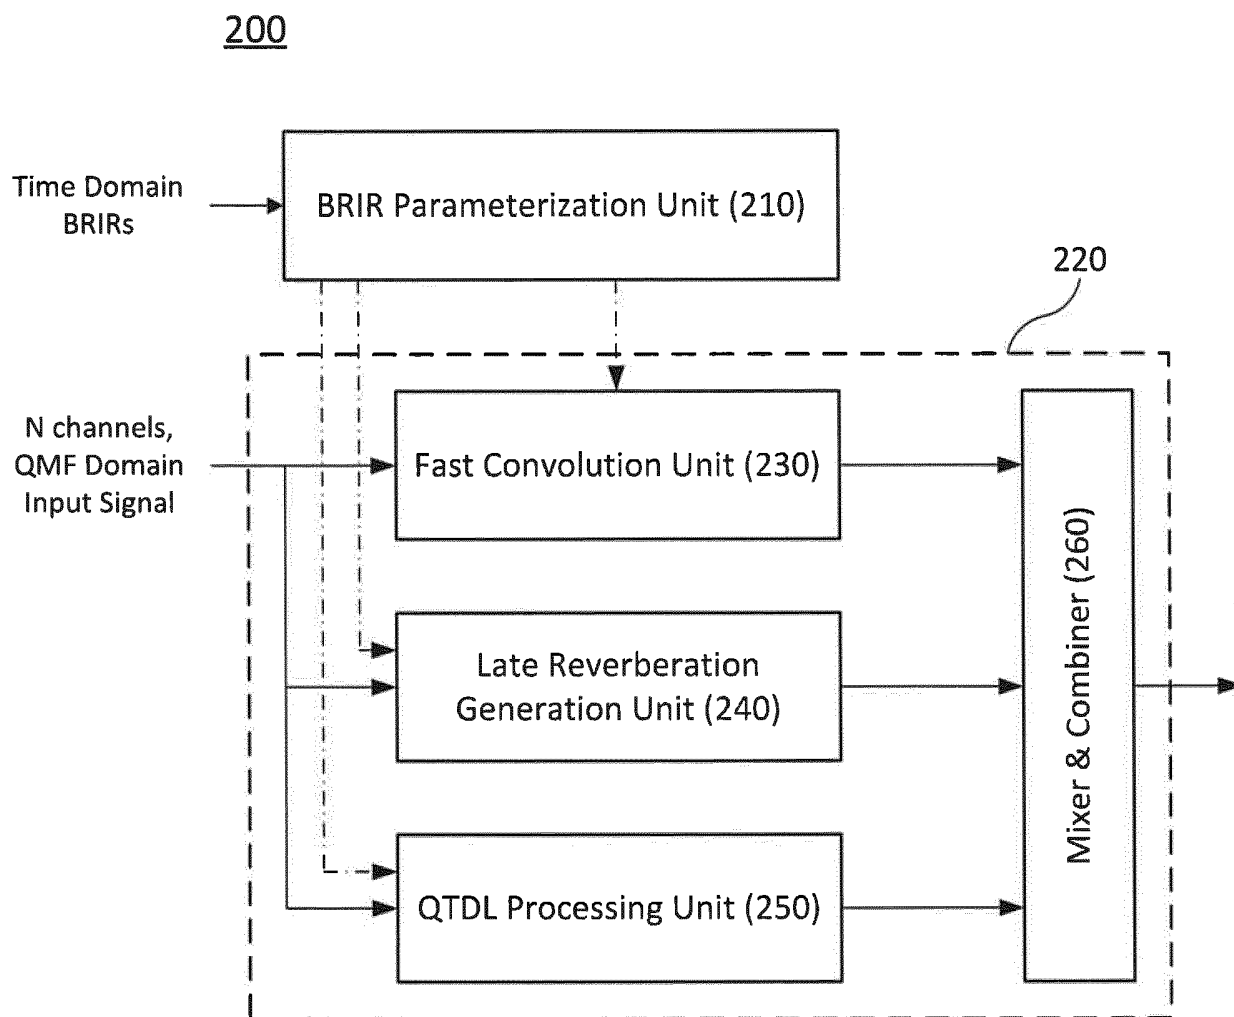 200
Time Domain
BRIRs
BRIR Parameterization Unit (210)
220
N channels,
QMF Domain
Input Signal
Fast Convolution Unit (230)
Late Reverberation
Generation Unit (240)
QTDL Processing Unit (250)
Mixer & Combiner (260)